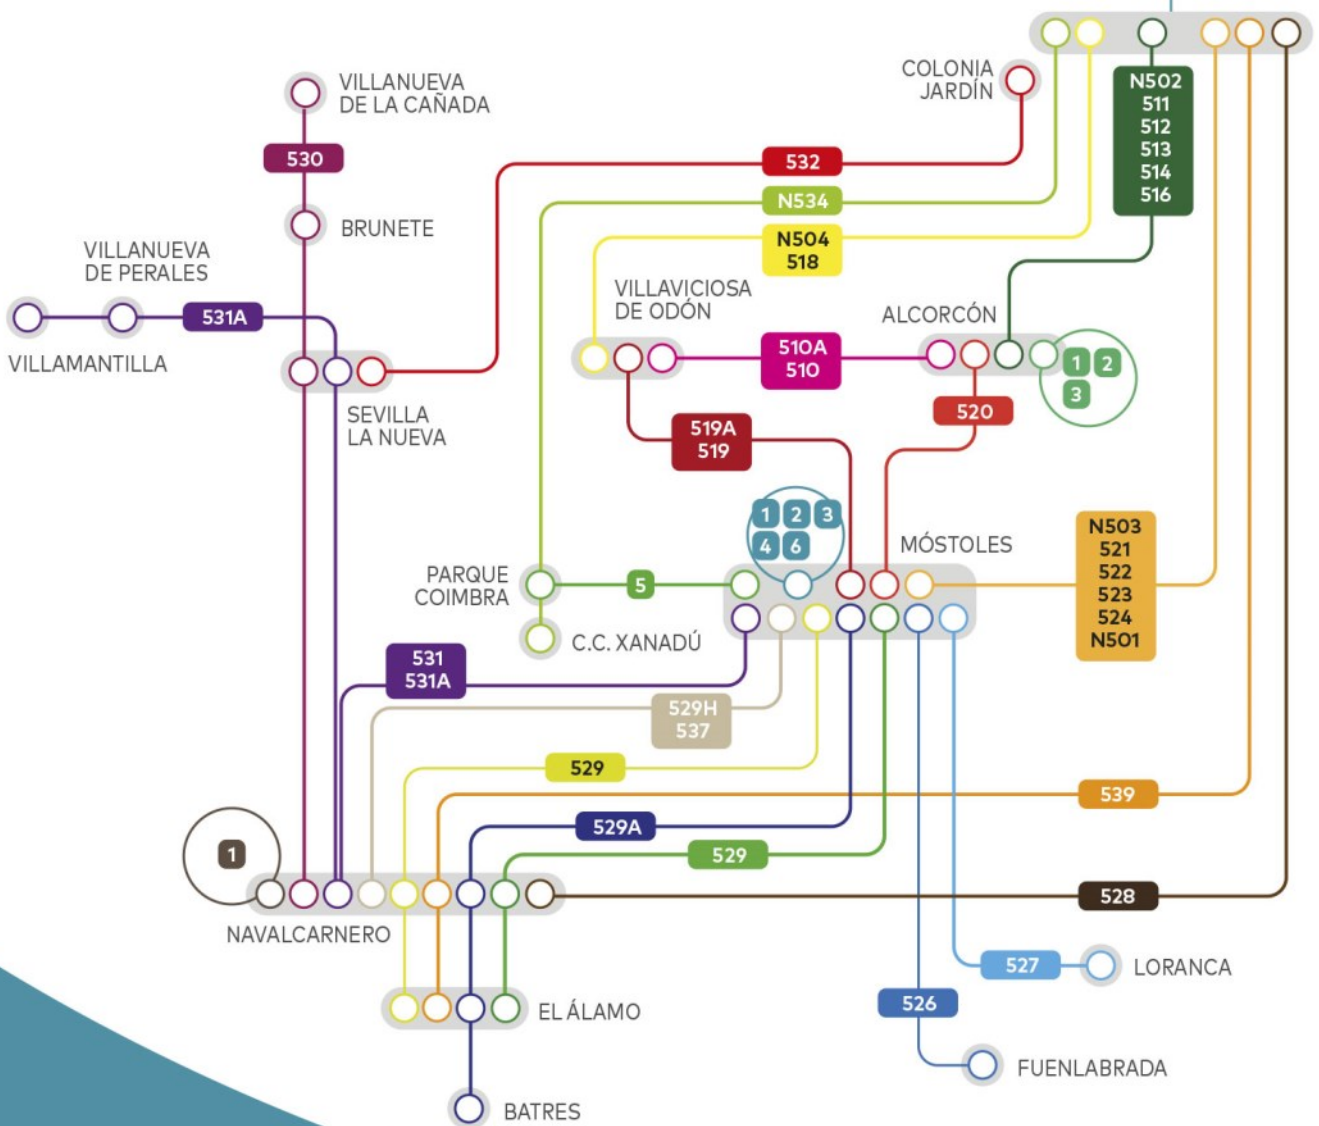 VILLANUEVA
DE LA CAÑADA
COLONIA
JARDÍN
N502
511
512
513
514
516
530
532
N534
BRUNETE
N504
518
VILLANUEVA
DE PERALES
531A
VILLAMANTILLA
VILLAVICIOSA
DE ODÓN
ALCORCÓN
510A
510
1 2
3
SEVILLA
LA NUEVA
520
519A
519
1 2 3
4 6
MÓSTOLES
N503
521
522
523
524
N501
PARQUE
COIMBRA
5
C.C. XANADÚ
531
531A
529H
537
529
539
529A
529
1
528
NAVALCARNERO
527
LORANCA
526
EL ÁLAMO
FUENLABRADA
BATRES